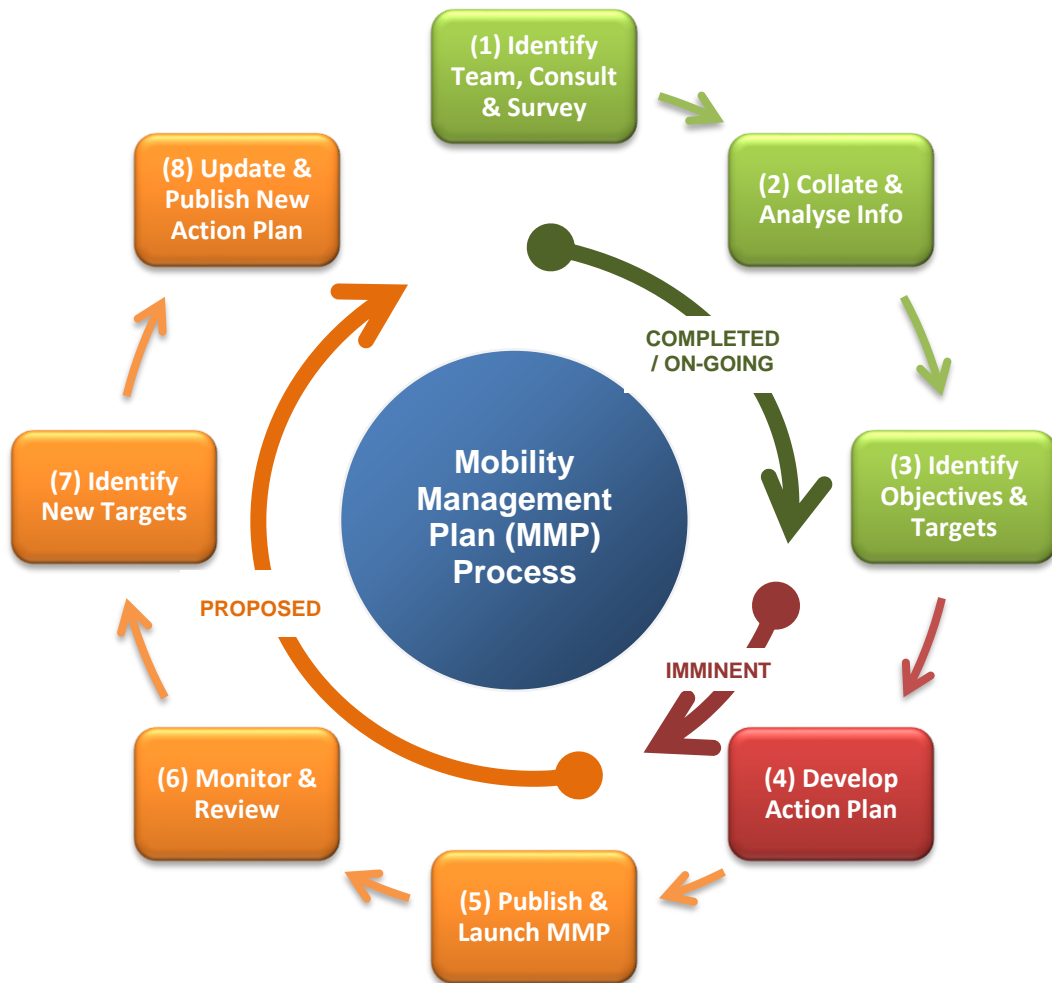 (1) Identify
Team, Consult
& Survey
(2) Collate &
Analyse Info
(3) Identify
Objectives &
Targets
(4) Develop
Action Plan
(5) Publish &
Launch MMP
(6) Monitor &
Review
(7) Identify
New Targets
(8) Update &
Publish New
Action Plan
COMPLETED
/ ON-GOING
IMMINENT
PROPOSED
Mobility
Management
Plan (MMP)
Process